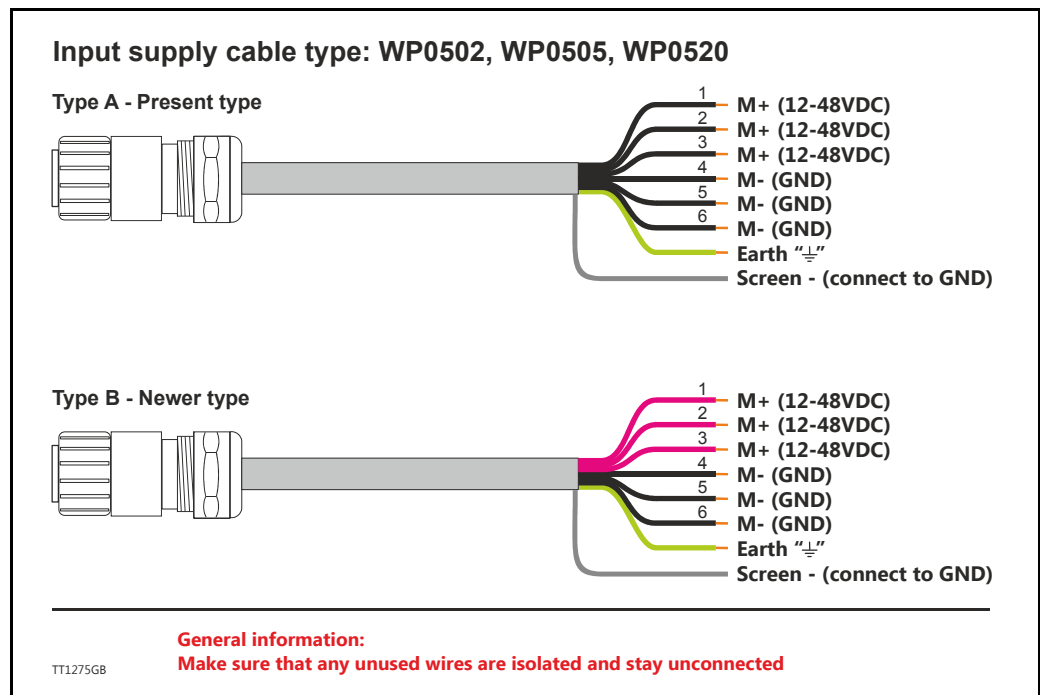 Input supply cable type: WP0502, WP0505, WP0520
Type A - Present type
1 M+ (12-48VDC)
2 M+ (12-48VDC)
3 M+ (12-48VDC)
4 M- (GND)
5 M- (GND)
6 M- (GND)
Earth “⏚”
Screen - (connect to GND)
Type B - Newer type
1 M+ (12-48VDC)
2 M+ (12-48VDC)
3 M+ (12-48VDC)
4 M- (GND)
5 M- (GND)
6 M- (GND)
Earth “⏚”
Screen - (connect to GND)
General information:
Make sure that any unused wires are isolated and stay unconnected
TT1275GB